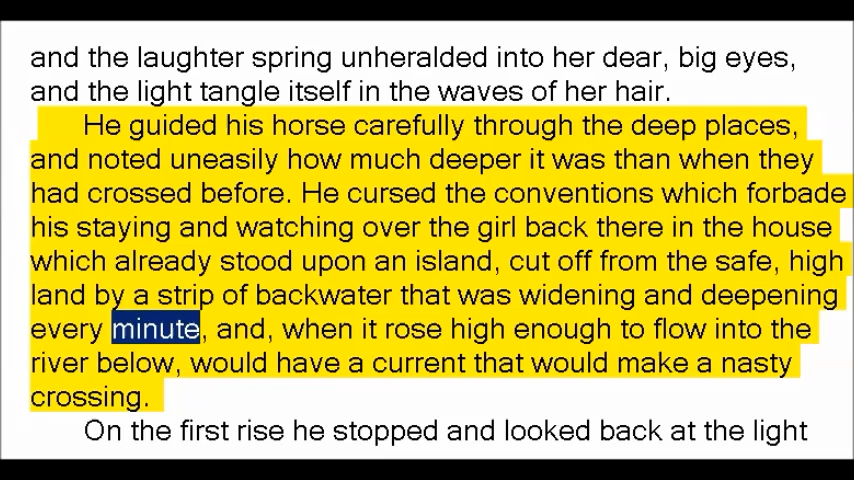 and the laughter spring unheralded into her dear, big eyes,
and the light tangle itself in the waves of her hair.
He guided his horse carefully through the deep places,
and noted uneasily how much deeper it was than when they
had crossed before. He cursed the conventions which forbade
his staying and watching over the girl back there in the house
which already stood upon an island, cut off from the safe, high
land by a strip of backwater that was widening and deepening
every minute, and, when it rose high enough to flow into the
river below, would have a current that would make a nasty
crossing.
On the first rise he stopped and looked back at the light